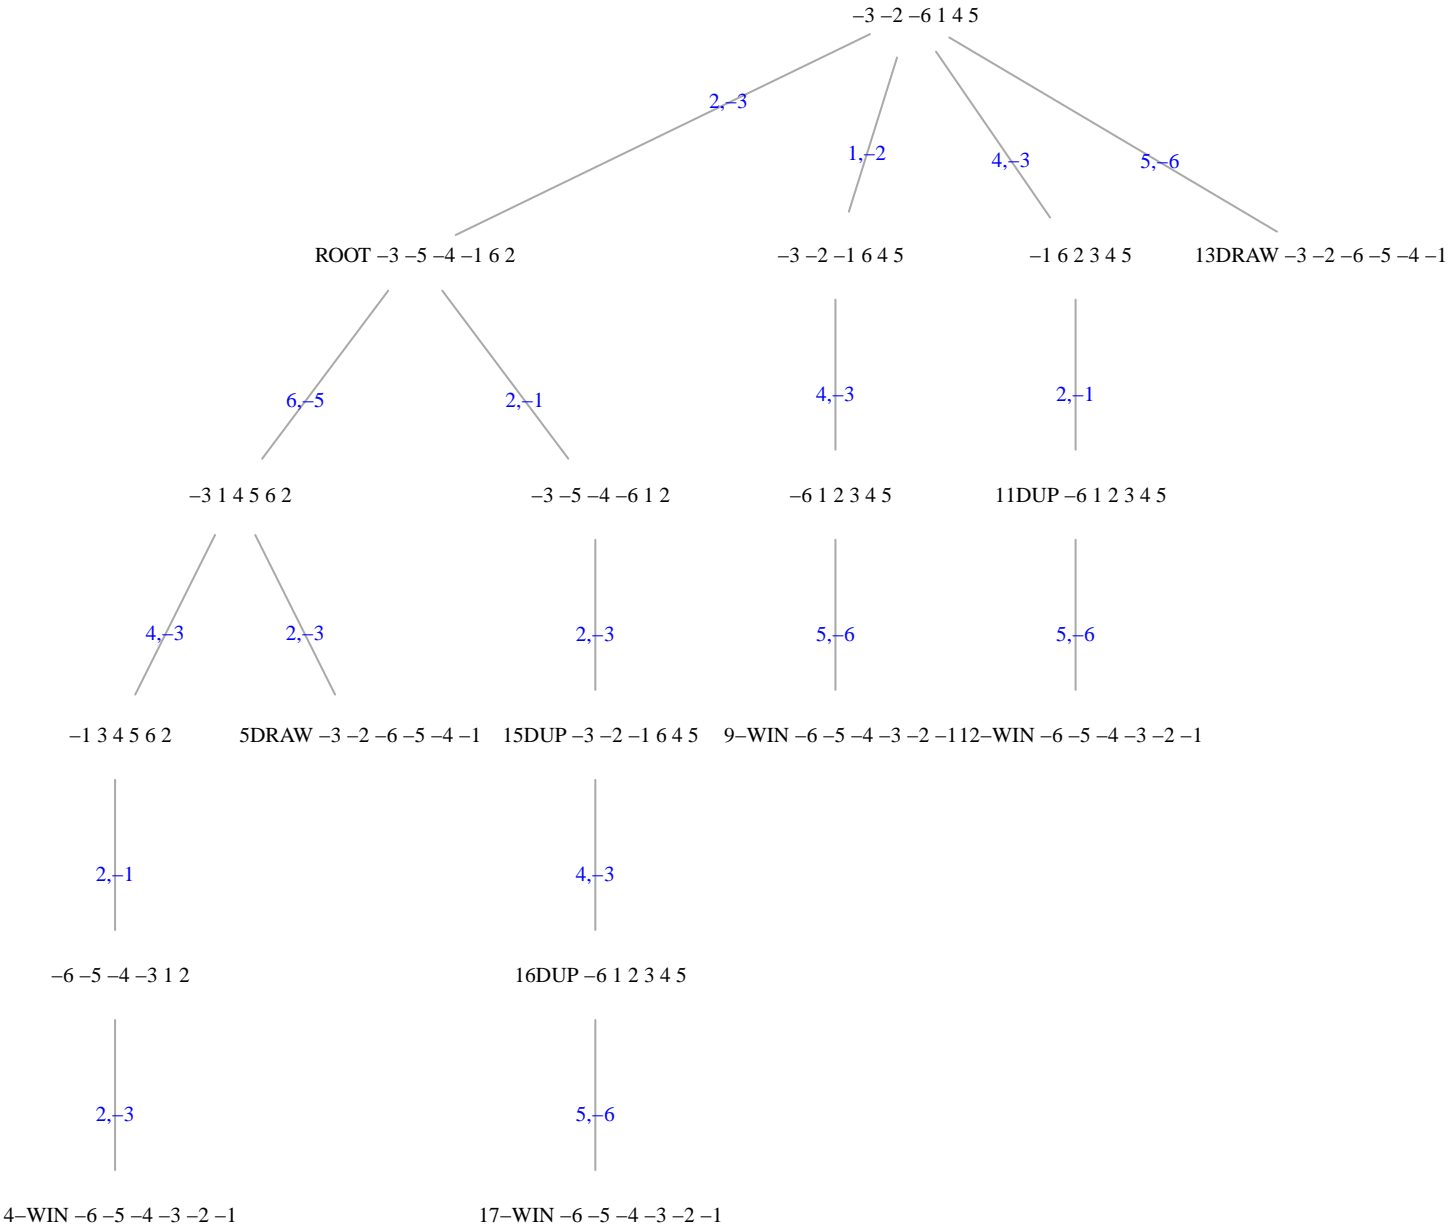 –3 –2 –6 1 4 5
2,–3
1,–2
4,–3
5,–6
ROOT –3 –5 –4 –1 6 2
–3 –2 –1 6 4 5
–1 6 2 3 4 5
13DRAW –3 –2 –6 –5 –4 –1
6,–5
2,–1
4,–3
2,–1
–3 1 4 5 6 2
–3 –5 –4 –6 1 2
–6 1 2 3 4 5
11DUP –6 1 2 3 4 5
4,–3
2,–3
2,–3
5,–6
5,–6
–1 3 4 5 6 2
5DRAW –3 –2 –6 –5 –4 –1
15DUP –3 –2 –1 6 4 5
9–WIN –6 –5 –4 –3 –2 –1
12–WIN –6 –5 –4 –3 –2 –1
2,–1
4,–3
–6 –5 –4 –3 1 2
16DUP –6 1 2 3 4 5
2,–3
5,–6
4–WIN –6 –5 –4 –3 –2 –1
17–WIN –6 –5 –4 –3 –2 –1